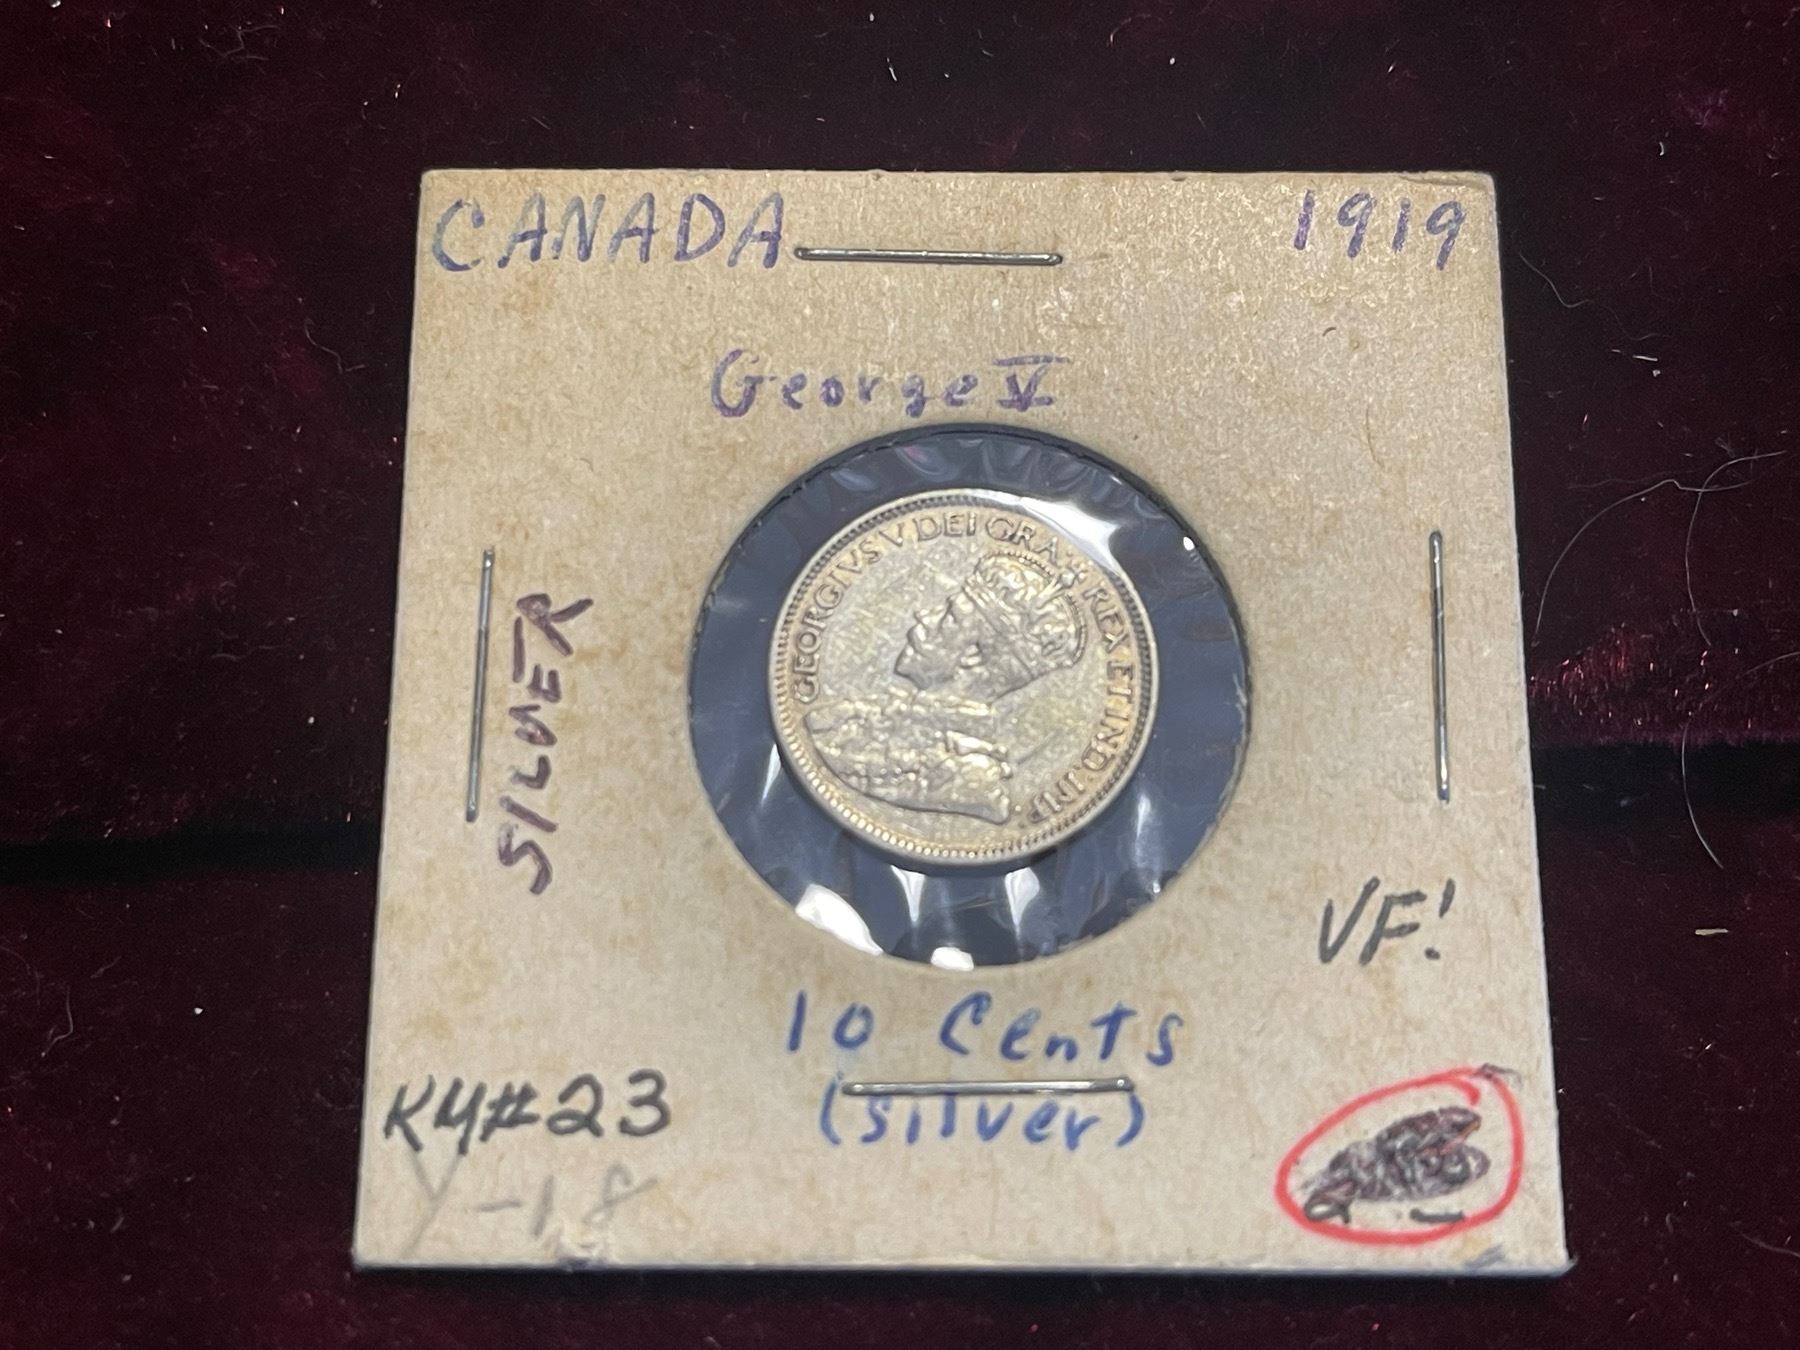 CANADA 1919
George V
SILVER
GEORGIVS V DEI GRA: REX ET IND: IMP:
VF!
10 Cents
(silver)
KM#23
Y-18